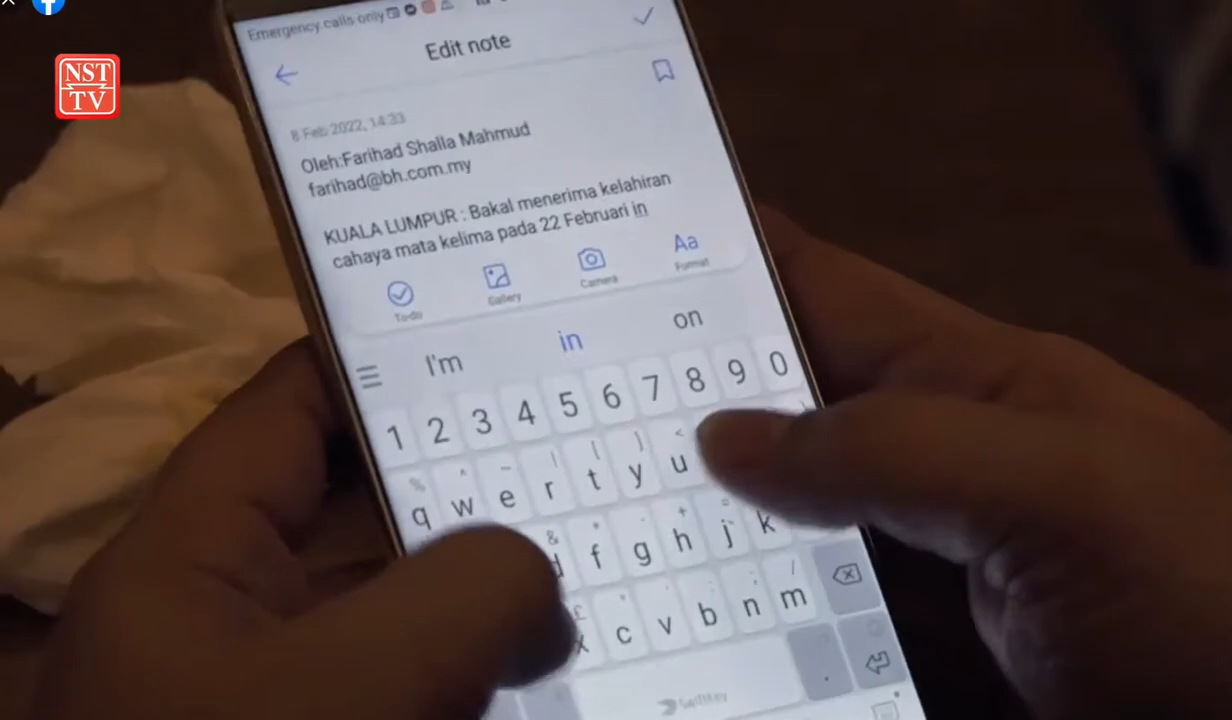 Emergency calls only
Edit note
NST
TV
8 Feb 2022, 14:33
Oleh:Farihad Shalla Mahmud
farihad@bh.com.my
KUALA LUMPUR : Bakal menerima kelahiran
cahaya mata kelima pada 22 Februari in
To-do
Gallery
Camera
Aa
Format
I'm in on
1 2 3 4 5 6 7 8 9 0
q w e r t y u
f g h j k
x c v b n m
SwiftKey